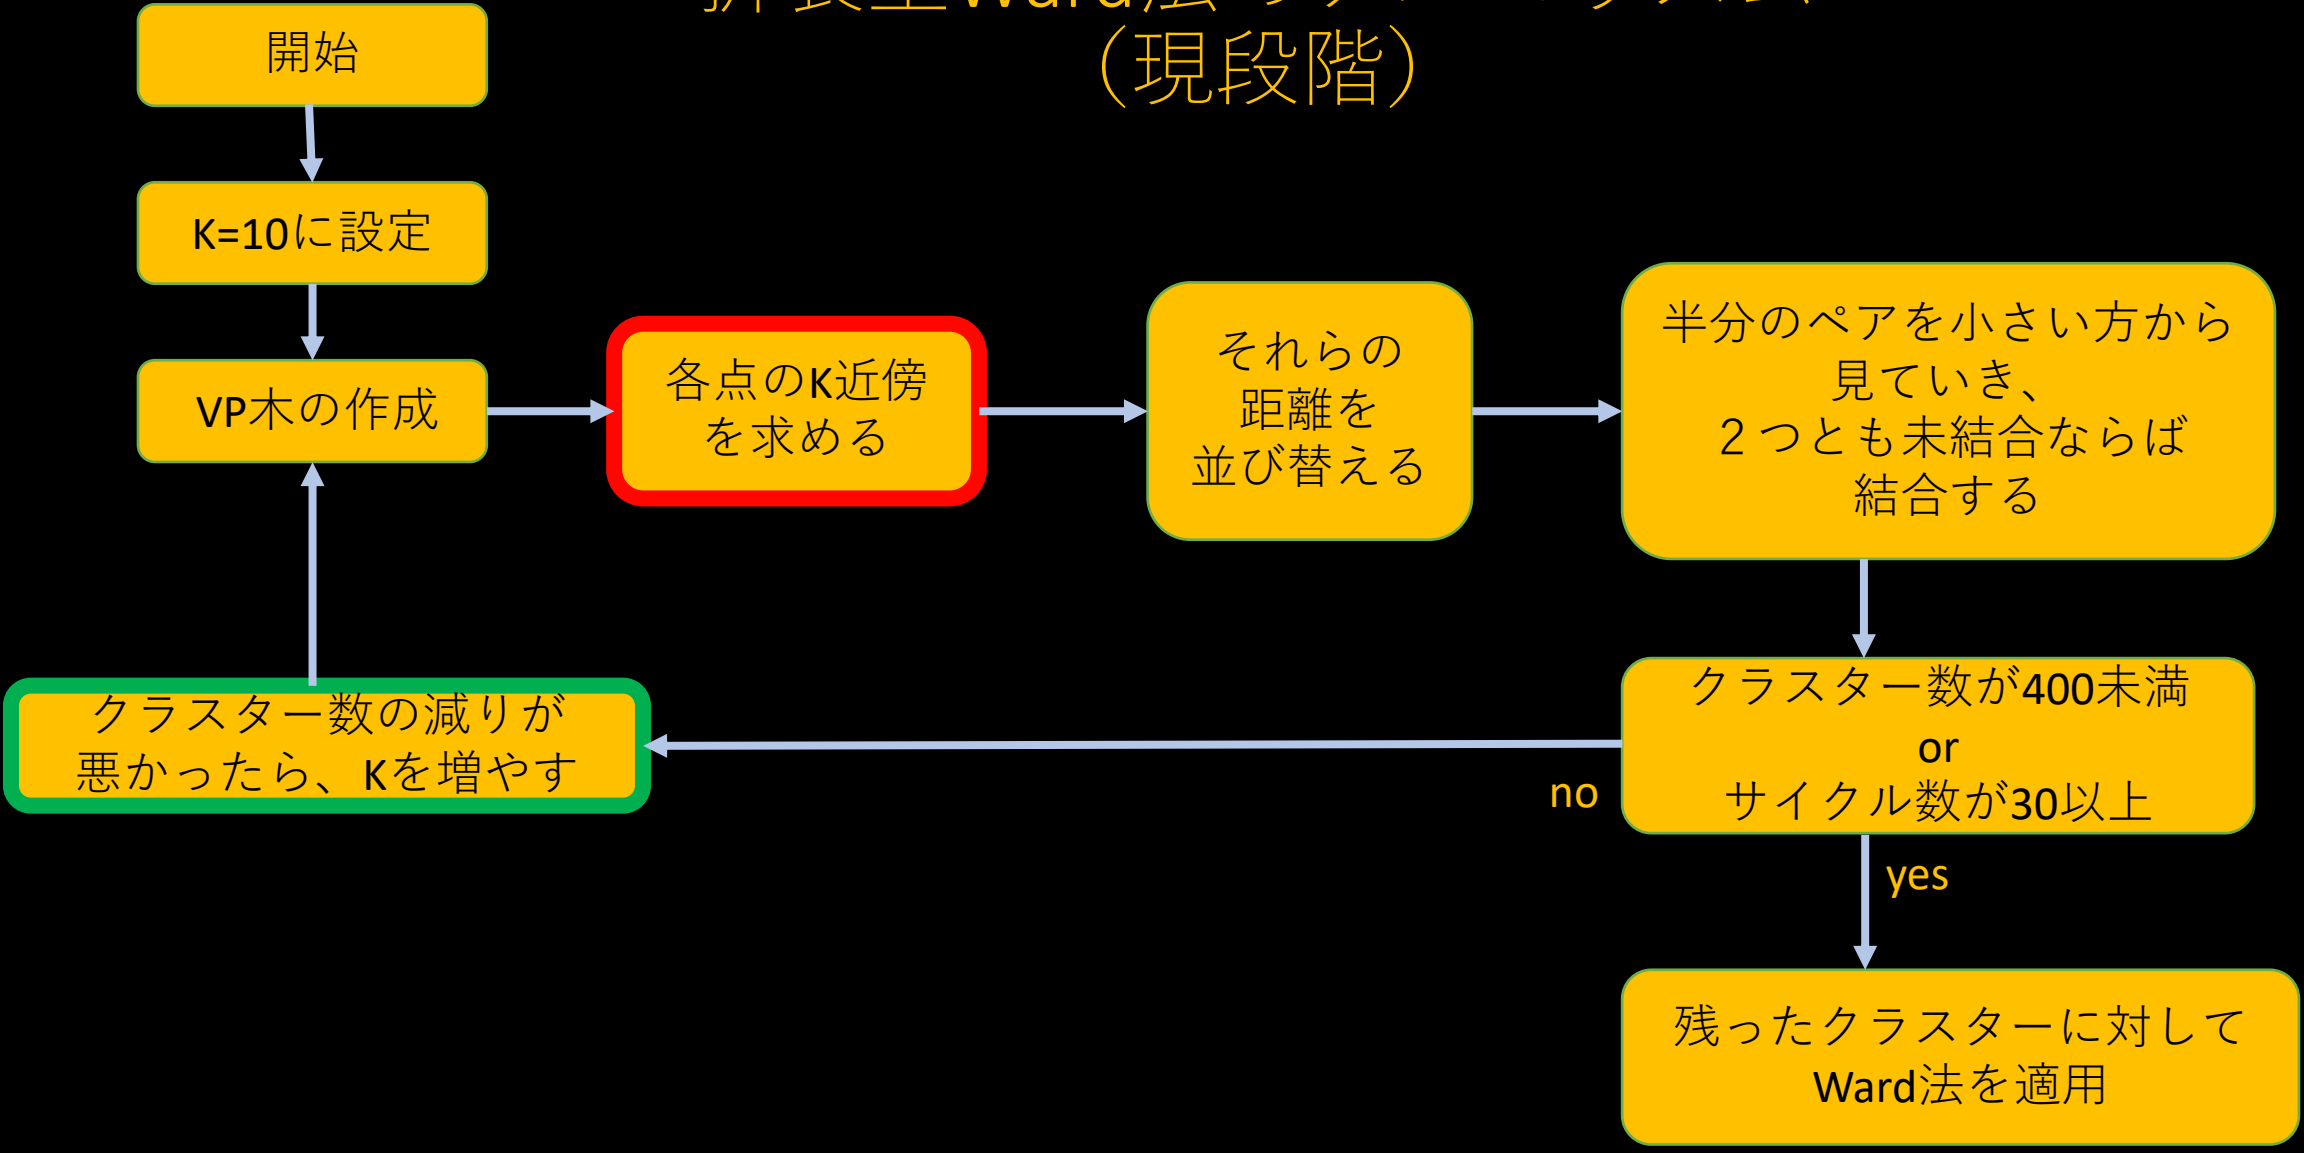 （現段階）
開始
K=10に設定
VP木の作成
各点のK近傍
を求める
それらの
距離を
並び替える
半分のペアを小さい方から
見ていき、
２つとも未結合ならば
結合する
クラスター数が400未満
or
サイクル数が30以上
no
クラスター数の減りが
悪かったら、Kを増やす
yes
残ったクラスターに対して
Ward法を適用